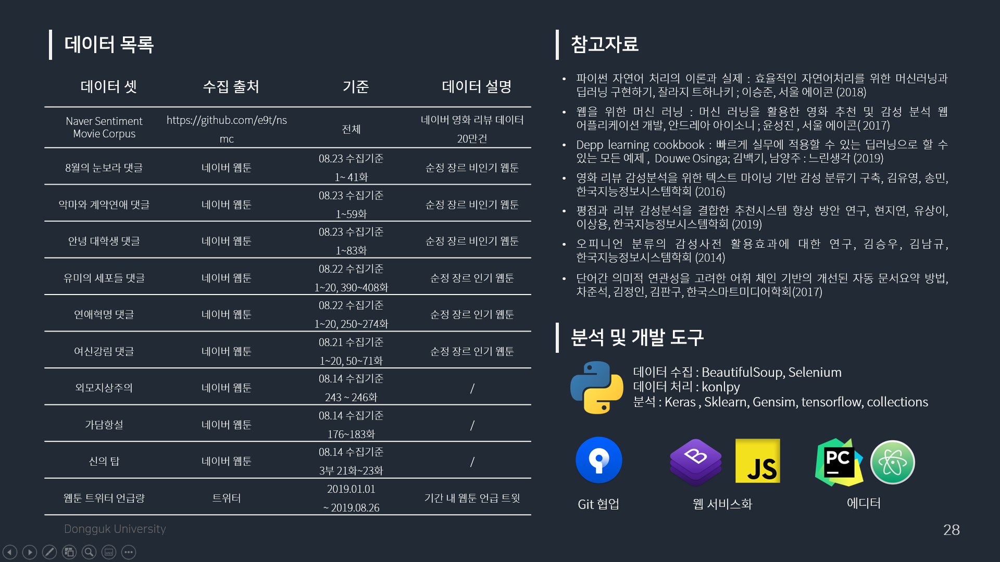 데이터 목록
데이터 셋 수집 출처 기준 데이터 설명
Naver Sentiment
Movie Corpus
https://github.com/e9t/ns
mc
전체
네이버 영화 리뷰 데이터
20만건
8월의 눈보라 댓글
네이버 웹툰
08.23 수집기준
1~ 41화
순정 장르 비인기 웹툰
악마와 계약연애 댓글
네이버 웹툰
08.23 수집기준
1~59화
순정 장르 비인기 웹툰
안녕 대학생 댓글
네이버 웹툰
08.23 수집기준
1~83화
순정 장르 비인기 웹툰
유미의 세포들 댓글
네이버 웹툰
08.22 수집기준
1~20, 390~408화
순정 장르 인기 웹툰
연애혁명 댓글
네이버 웹툰
08.22 수집기준
1~20, 250~274화
순정 장르 인기 웹툰
여신강림 댓글
네이버 웹툰
08.21 수집기준
1~20, 50~71화
순정 장르 인기 웹툰
외모지상주의
네이버 웹툰
08.14 수집기준
243 ~ 246화
/
가담항설
네이버 웹툰
08.14 수집기준
176~183화
/
신의 탑
네이버 웹툰
08.14 수집기준
3부 21화~23화
/
웹툰 트위터 언급량
트위터
2019.01.01
~ 2019.08.26
기간 내 웹툰 언급 트윗
참고자료
• 파이썬 자연어 처리의 이론과 실제 : 효율적인 자연어처리를 위한 머신러닝과
딥러닝 구현하기, 잘라지 트하나키 ; 이승준, 서울 에이콘 (2018)
• 웹을 위한 머신 러닝 : 머신 러닝을 활용한 영화 추천 및 감성 분석 웹
어플리케이션 개발, 안드레아 아이소니 ; 윤성진 , 서울 에이콘( 2017)
• Depp learning cookbook : 빠르게 실무에 적용할 수 있는 딥러닝으로 할 수
있는 모든 예제 , Douwe Osinga; 김백기, 남양주 : 느린생각 (2019)
• 영화 리뷰 감성분석을 위한 텍스트 마이닝 기반 감성 분류기 구축, 김유영, 송민,
한국지능정보시스템학회 (2016)
• 평점과 리뷰 감성분석을 결합한 추천시스템 향상 방안 연구, 현지연, 유상이,
이상용, 한국지능정보시스템학회 (2019)
• 오피니언 분류의 감성사전 활용효과에 대한 연구, 김승우, 김남규,
한국지능정보시스템학회 (2014)
• 단어간 의미적 연관성을 고려한 어휘 체인 기반의 개선된 자동 문서요약 방법,
차준석, 김정인, 김판구, 한국스마트미디어학회(2017)
분석 및 개발 도구
데이터 수집 : BeautifulSoup, Selenium
데이터 처리 : konlpy
분석 : Keras , Sklearn, Gensim, tensorflow, collections
B
JS
PC
Git 협업
웹 서비스화
에디터
Dongguk University
28